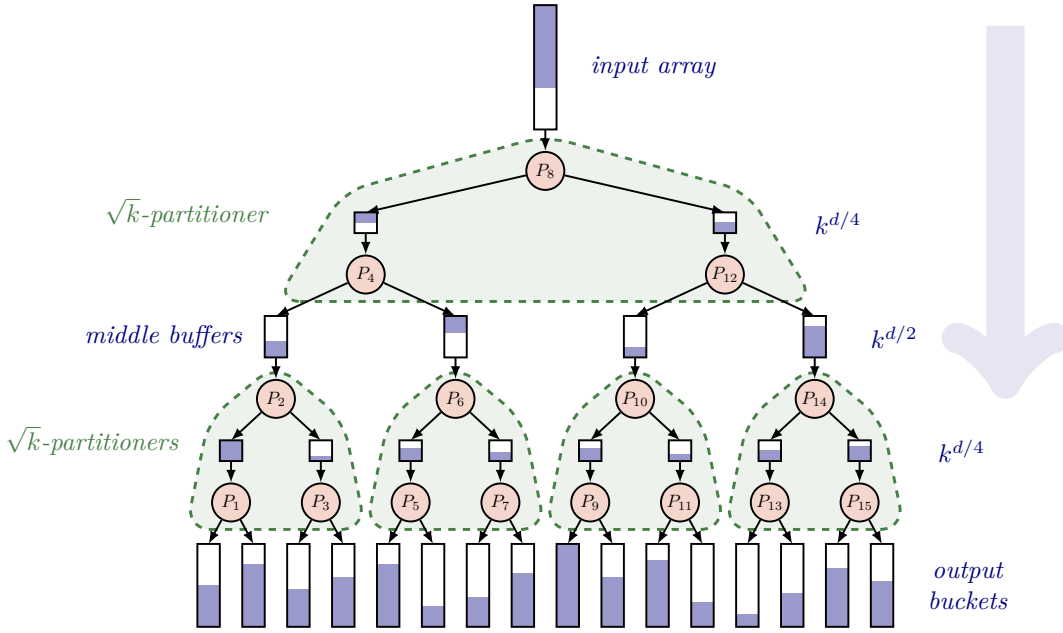 input array
P₈
√k-partitioner
k^{d/4}
P₄
P₁₂
middle buffers
k^{d/2}
P₂
P₆
P₁₀
P₁₄
√k-partitioners
k^{d/4}
P₁
P₃
P₅
P₇
P₉
P₁₁
P₁₃
P₁₅
output
buckets